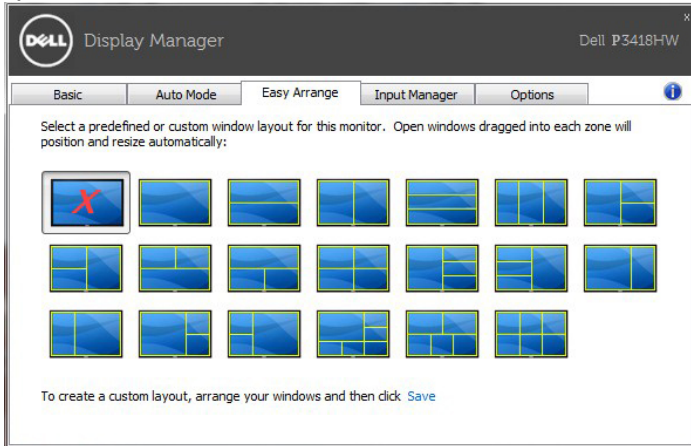 x
DELL Display Manager Dell P3418HW
Basic Auto Mode Easy Arrange Input Manager Options i
Select a predefined or custom window layout for this monitor. Open windows dragged into each zone will
position and resize automatically:
X
To create a custom layout, arrange your windows and then click Save